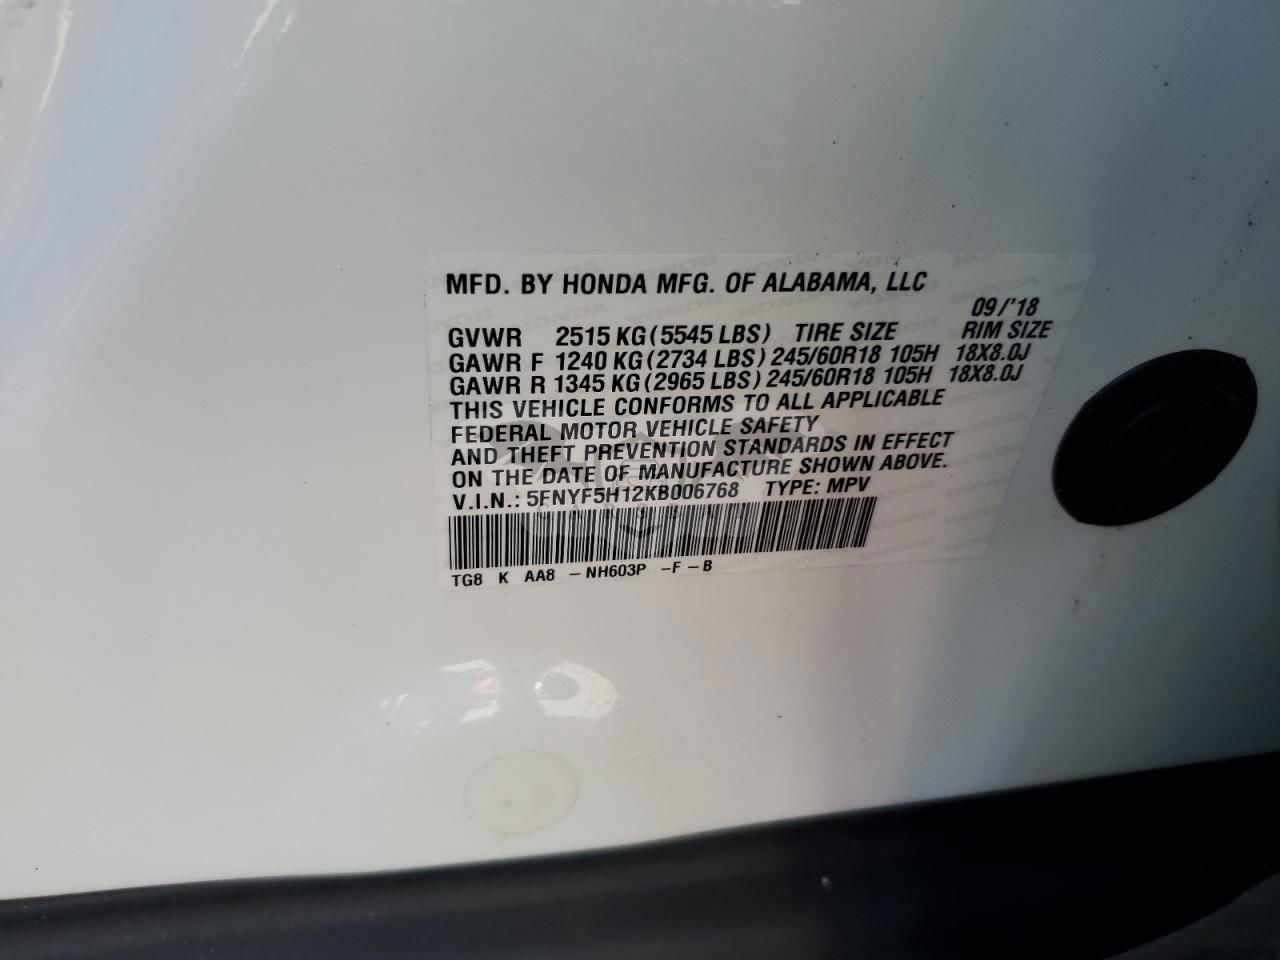 MFD. BY HONDA MFG. OF ALABAMA, LLC
09/'18
GVWR 2515 KG (5545 LBS) TIRE SIZE RIM SIZE
GAWR F 1240 KG (2734 LBS) 245/60R18 105H 18X8.0J
GAWR R 1345 KG (2965 LBS) 245/60R18 105H 18X8.0J
THIS VEHICLE CONFORMS TO ALL APPLICABLE
FEDERAL MOTOR VEHICLE SAFETY
AND THEFT PREVENTION STANDARDS IN EFFECT
ON THE DATE OF MANUFACTURE SHOWN ABOVE.
V.I.N.: 5FNYF5H12KB006768 TYPE: MPV
TG8 K AA8 - NH603P - F - B